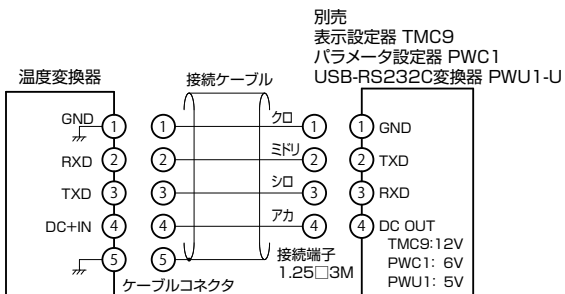 別売
表示設定器 TMC9
パラメータ設定器 PWC1
USB-RS232C変換器 PWU1-U
温度変換器
接続ケーブル
GND 1 1 クロ 1 1 GND
RXD 2 2 ミドリ 2 2 TXD
TXD 3 3 シロ 3 3 RXD
DC+IN 4 4 アカ 4 4 DC OUT
TMC9:12V
5 5 接続端子 PWC1: 6V
1.25□3M PWU1: 5V
ケーブルコネクタ